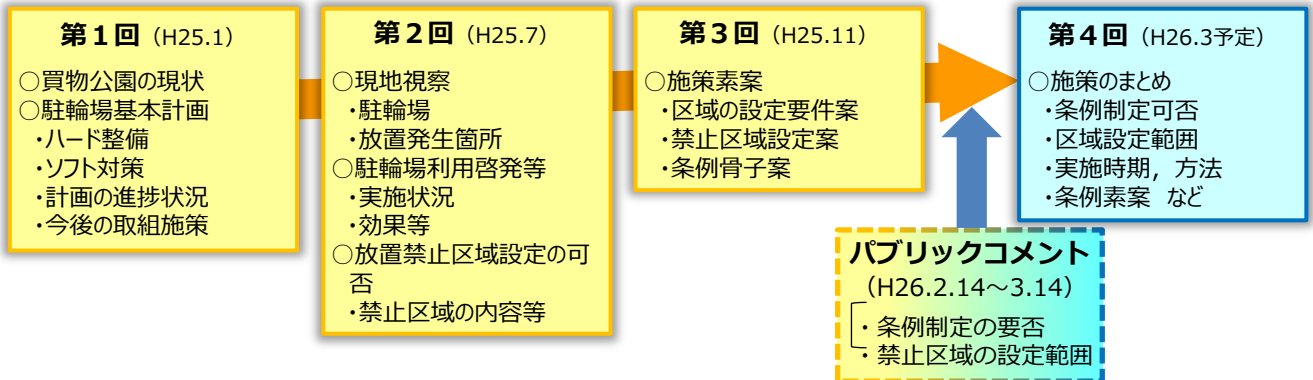 第１回（H25.1）
○買物公園の現状
○駐輪場基本計画
・ハード整備
・ソフト対策
・計画の進捗状況
・今後の取組施策
第２回（H25.7）
○現地視察
・駐輪場
・放置発生箇所
○駐輪場利用啓発等
・実施状況
・効果等
○放置禁止区域設定の可
否
・禁止区域の内容等
第３回（H25.11）
○施策素案
・区域の設定要件案
・禁止区域設定案
・条例骨子案
第４回（H26.3予定）
○施策のまとめ
・条例制定可否
・区域設定範囲
・実施時期，方法
・条例素案 など
パブリックコメント
（H26.2.14～3.14）
・条例制定の要否
・禁止区域の設定範囲